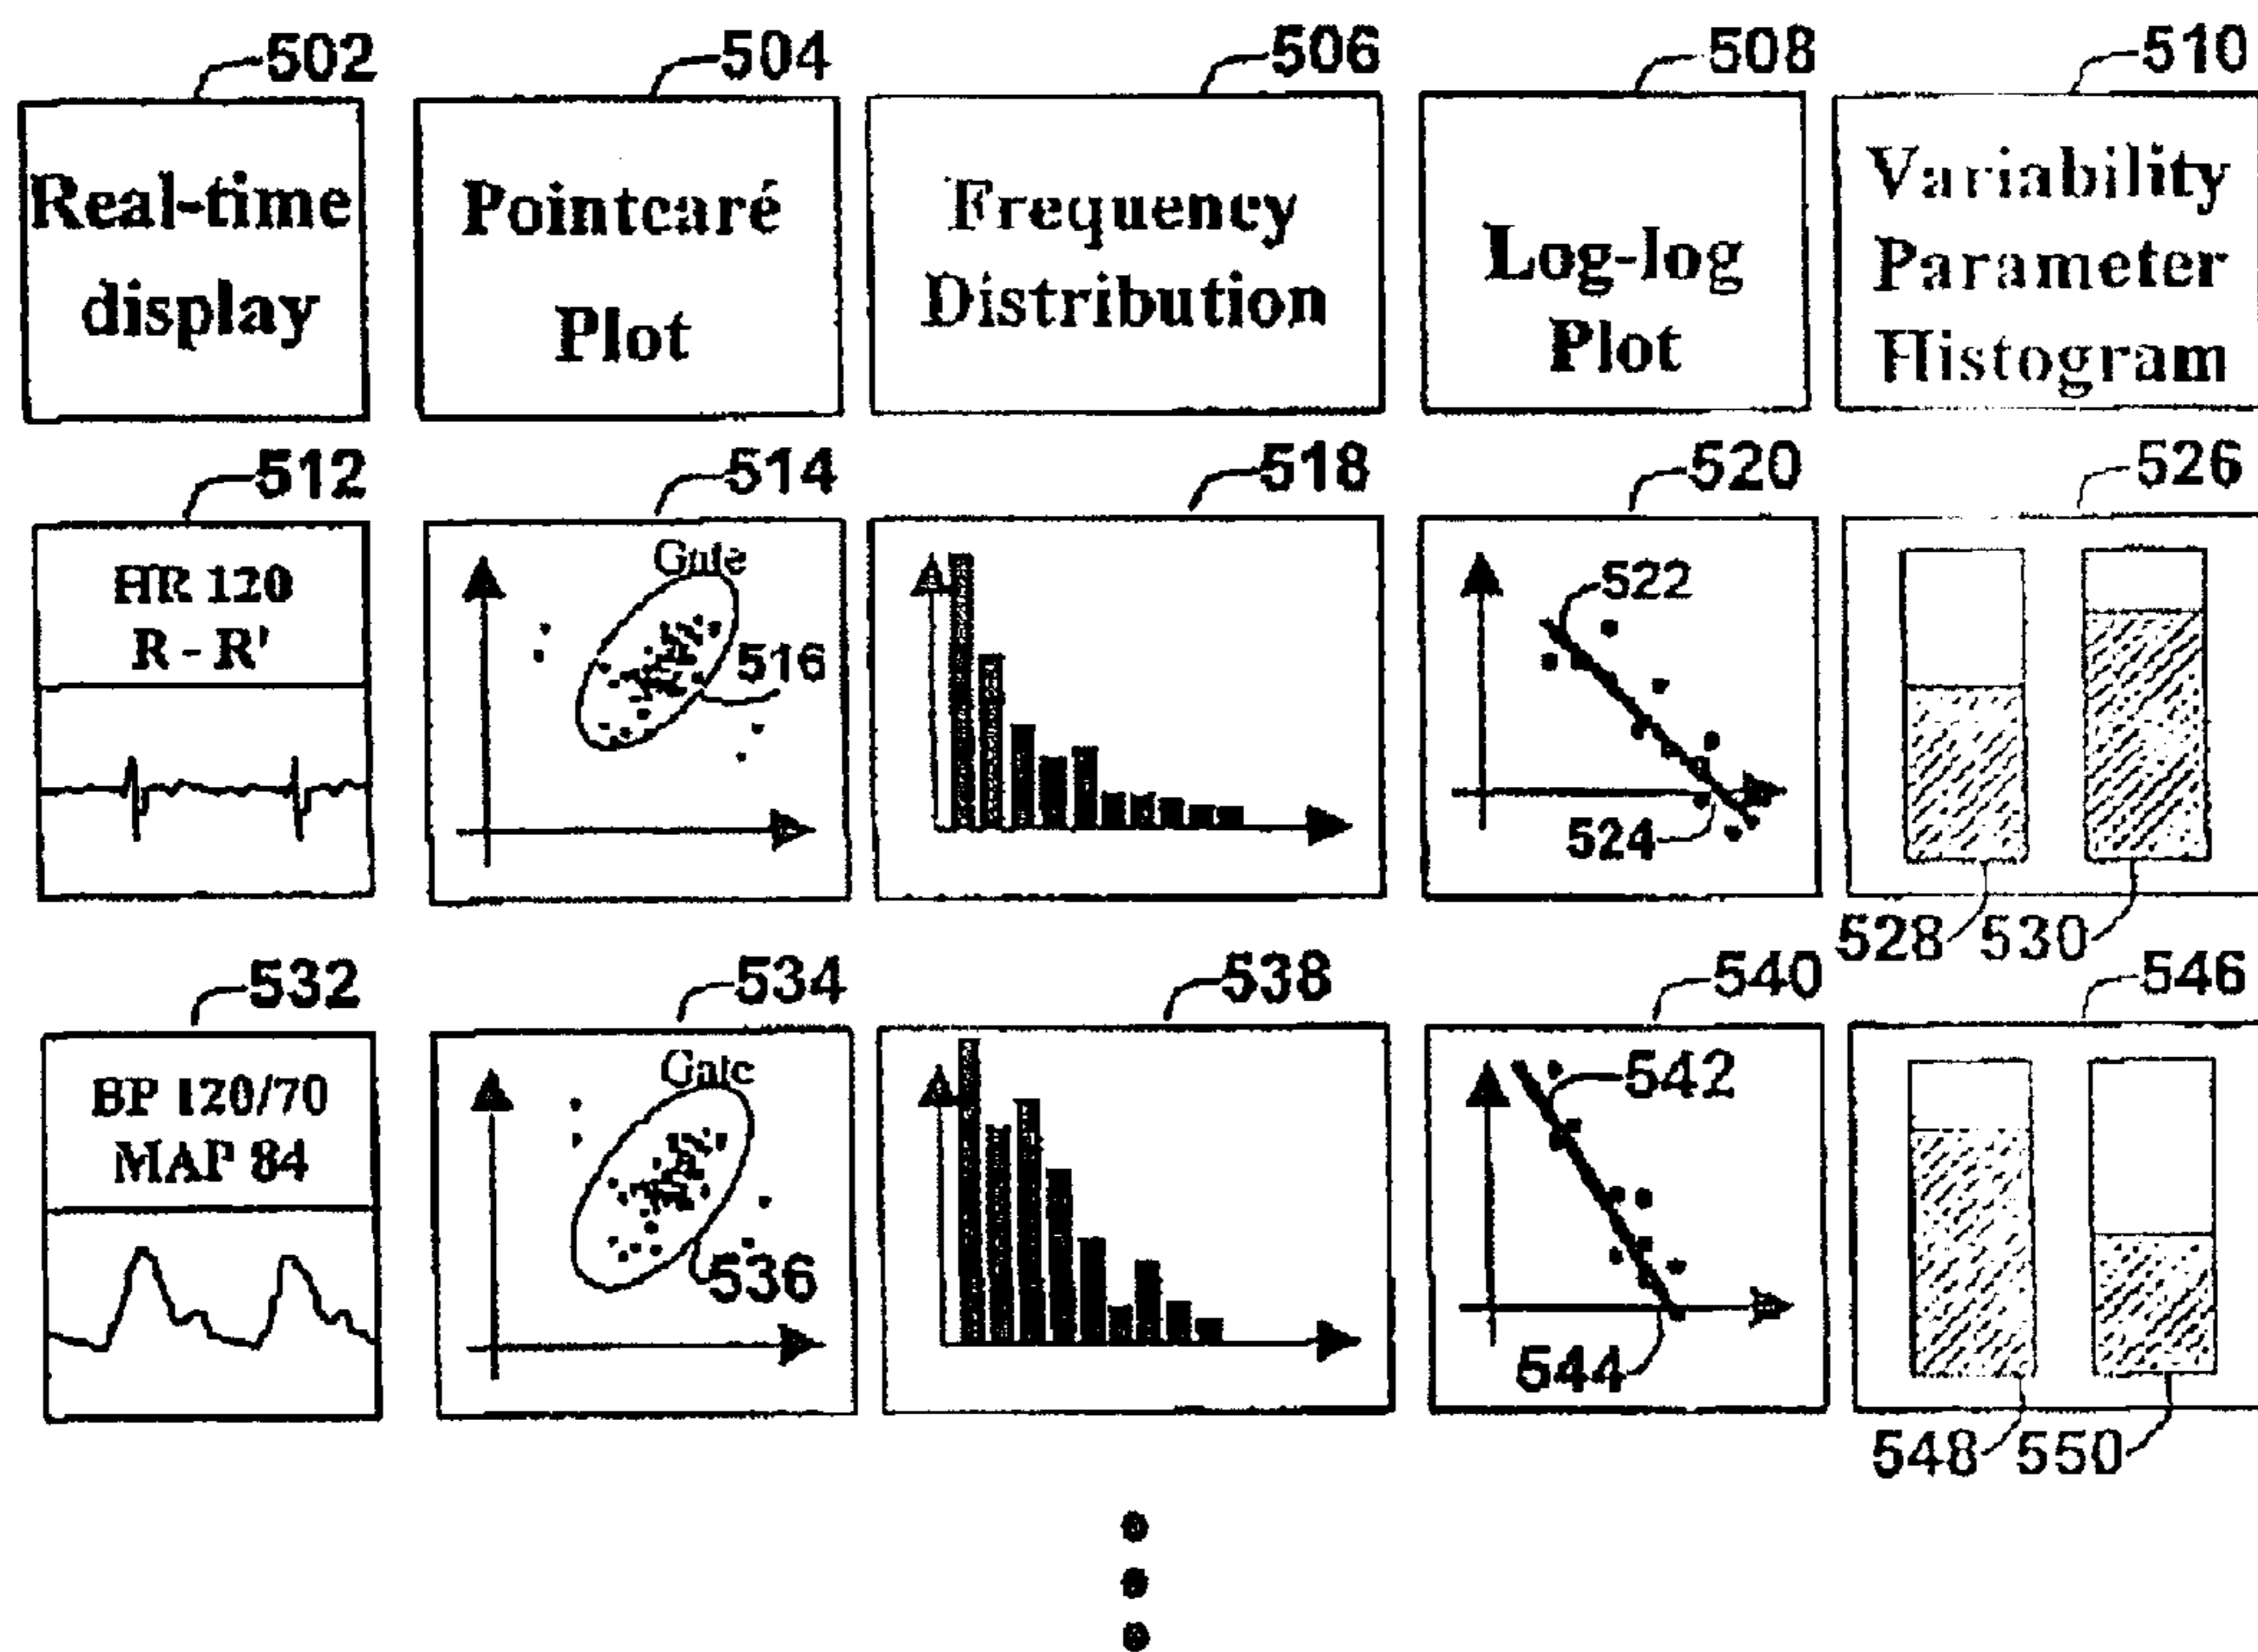 502
504
506
508
510
Real-time
display
Pointcaré
Plot
Frequency
Distribution
Log-log
Plot
Variability
Parameter
Histogram
512
514
518
520
526
HR 120
R - R'
Gate
516
522
524
528
530
532
534
538
540
546
BP 120/70
MAP 84
Gate
536
542
544
548
550